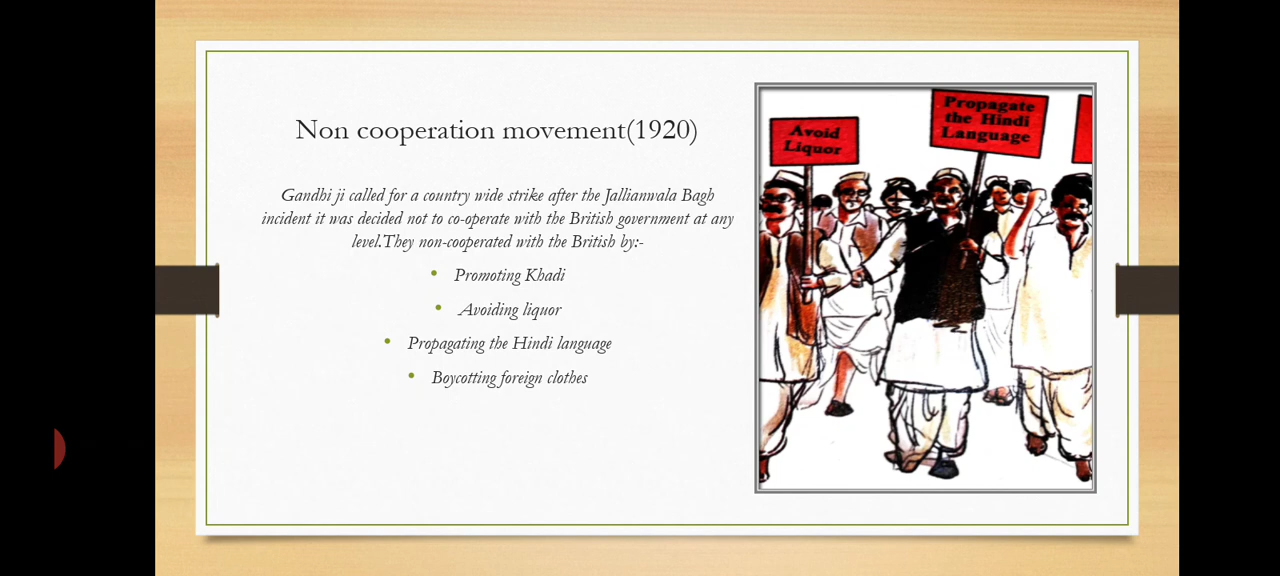 Non cooperation movement(1920)
Gandhi ji called for a country wide strike after the Jallianwala Bagh
incident it was decided not to co-operate with the British government at any
level.They non-cooperated with the British by:-
• Promoting Khadi
• Avoiding liquor
• Propagating the Hindi language
• Boycotting foreign clothes
Avoid
Liquor
Propagate
the Hindi
Language